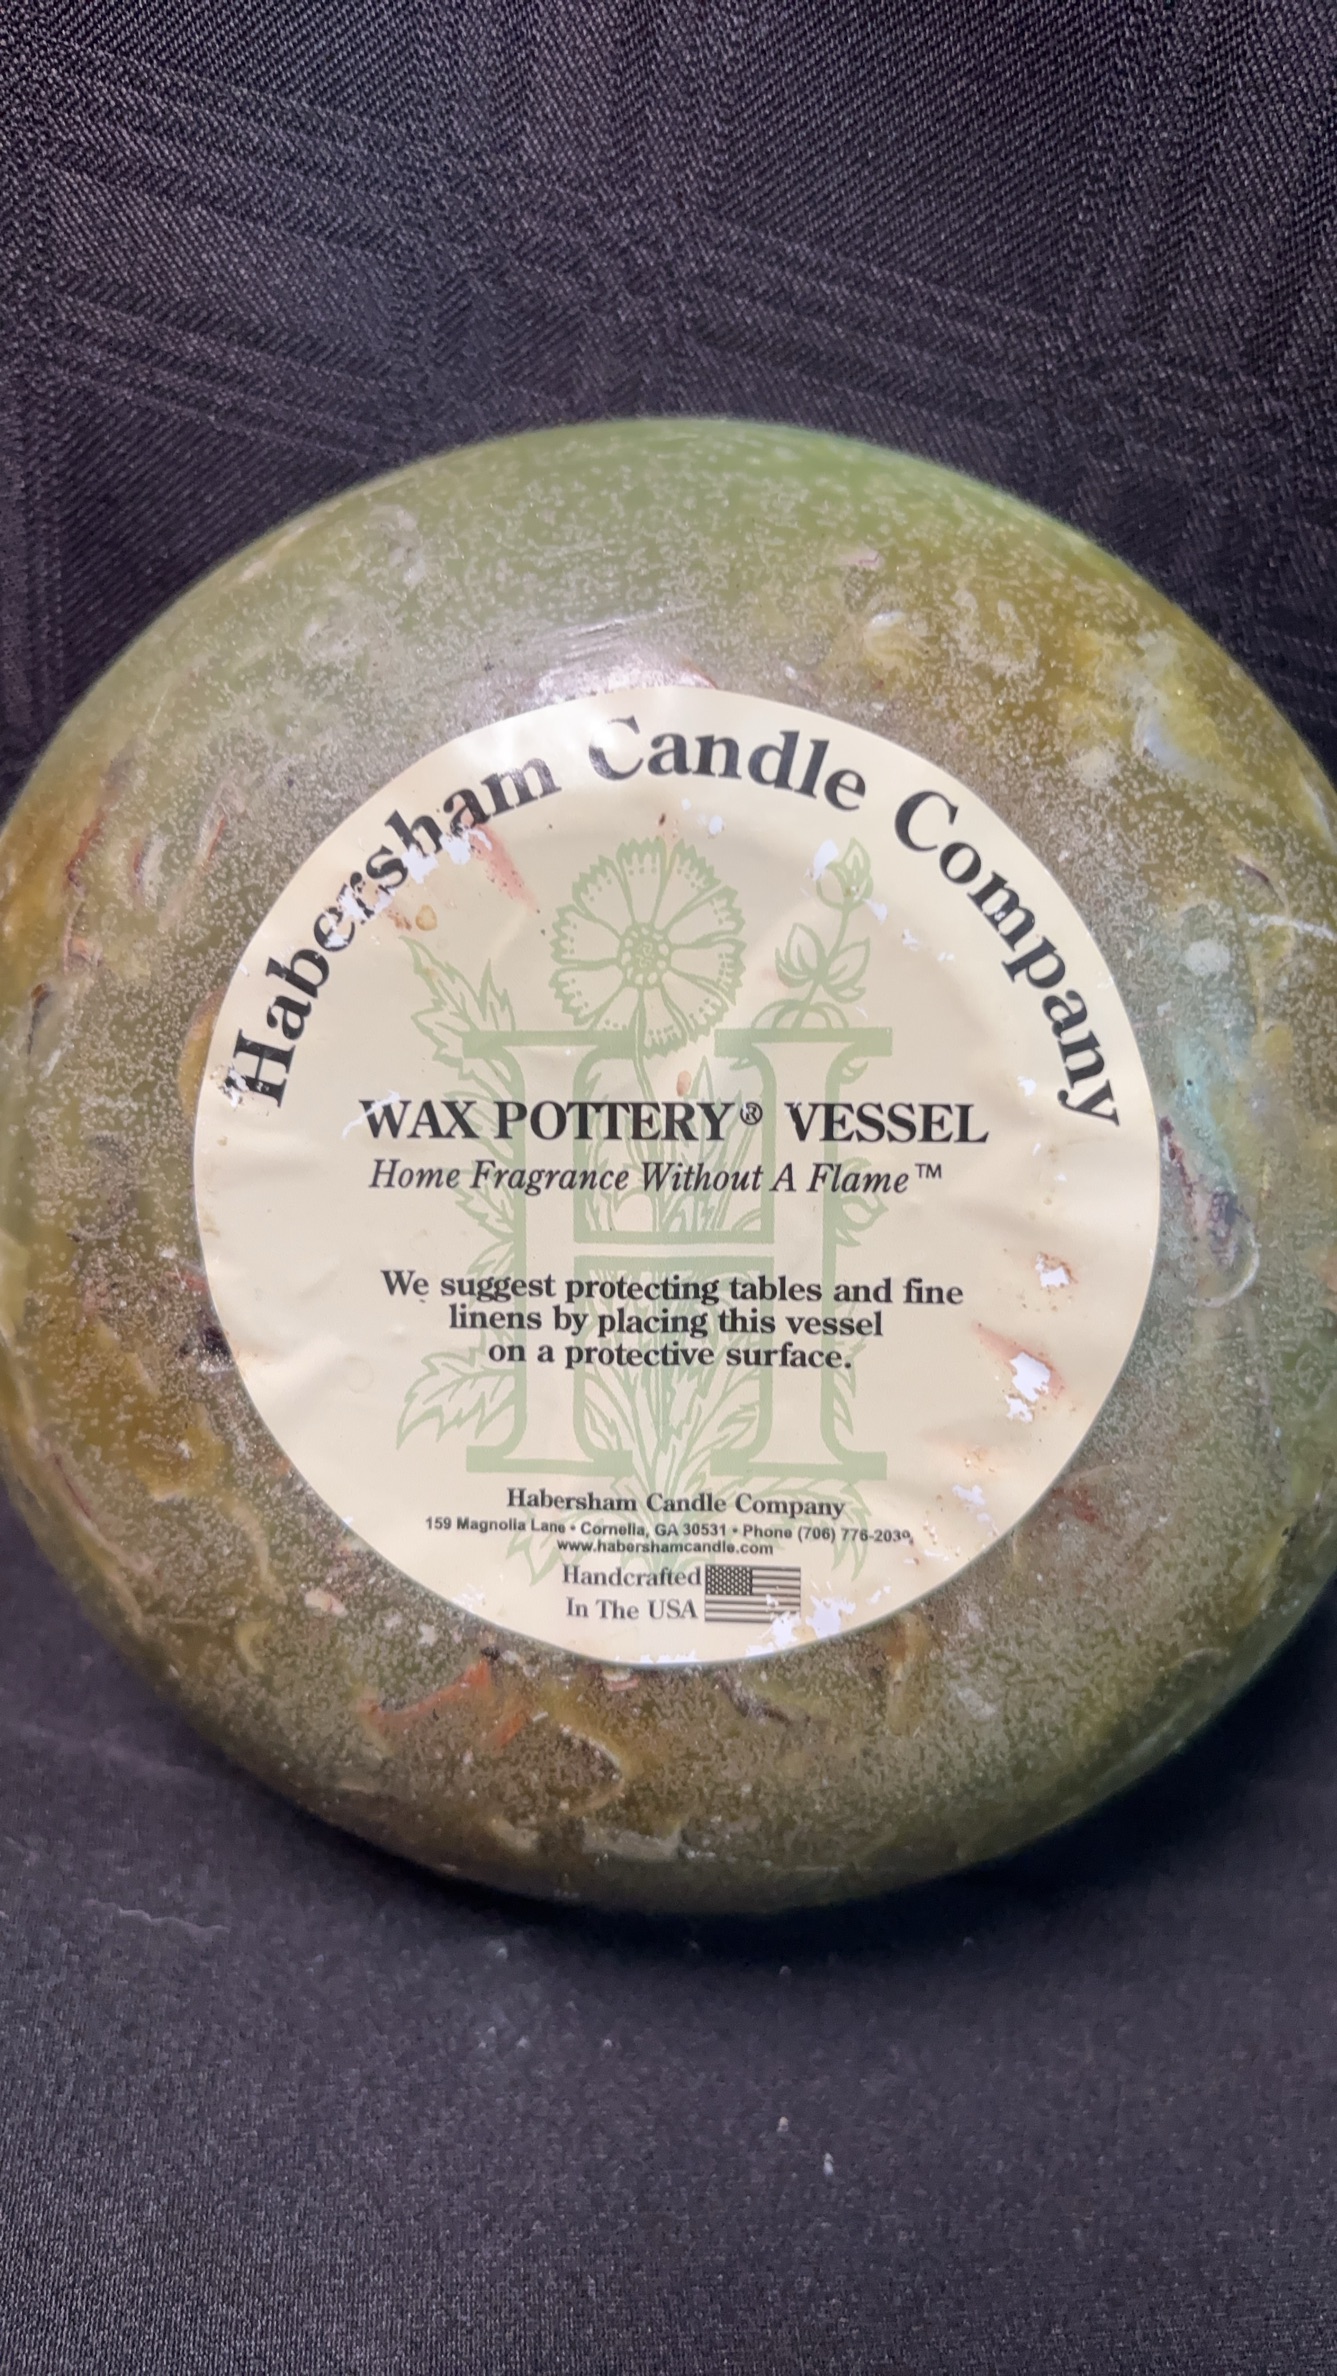 Habersham Candle Company
WAX POTTERY® VESSEL
Home Fragrance Without A Flame™
We suggest protecting tables and fine
linens by placing this vessel
on a protective surface.
H
Habersham Candle Company
159 Magnolia Lane • Cornelia, GA 30531 • Phone (706) 776-2039
www.habershamcandle.com
Handcrafted
In The USA